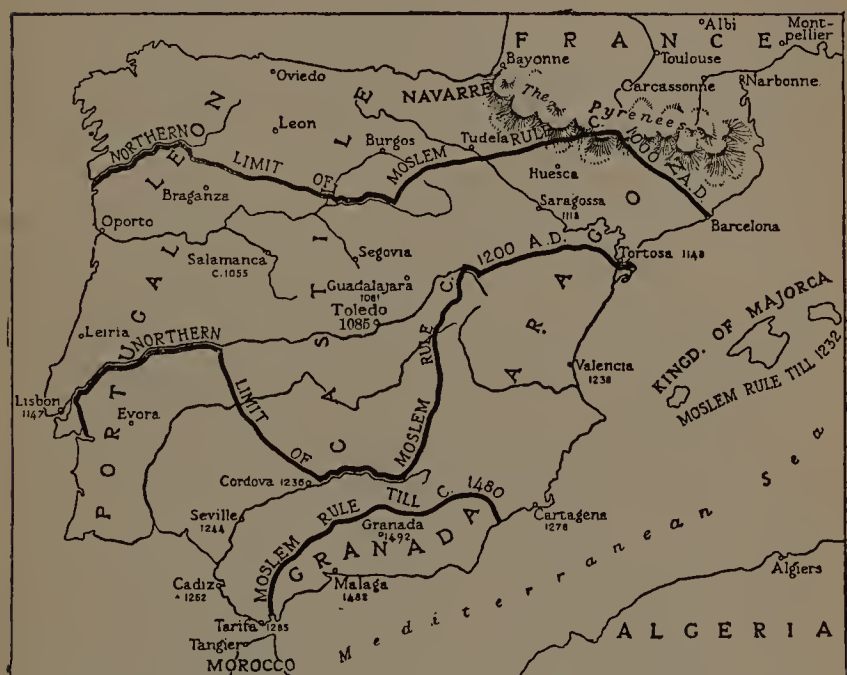 Albi
Mont-
pellier
FRANCE
Bayonne
Toulouse
Oviedo
NAVARRE
The
Pyrenees
Carcassonne
Narbonne
LEON
Leon
Burgos
Tudela
NORTHERN LIMIT OF MOSLEM RULE C. 1000 A.D.
Huesca
Braganza
Saragossa
1118
Barcelona
Oporto
Salamanca
C. 1055
Segovia
1200 A.D.
Tortosa 1148
CASTILE
ARAGON
Guadalajara
1081
Toledo
1085
KINGD. OF MAJORCA
MOSLEM RULE TILL 1232
PORTUGAL
Leiria
NORTHERN LIMIT OF MOSLEM RULE C.
Valencia
1238
Lisbon
1147
Evora
Cordova 1236
MOSLEM RULE TILL C. 1480
Seville
1244
Granada
1492
GRANADA
Cartagena
1276
Mediterranean Sea
Cadiz
1262
Malaga
1482
Algiers
Tarifa 1285
Tangier
ALGERIA
MOROCCO